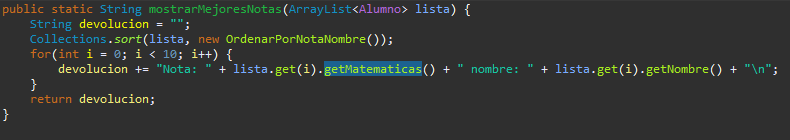 public static String mostrarMejoresNotas(ArrayList<Alumno> lista) {
    String devolucion = "";
    Collections.sort(lista, new OrdenarPorNotaNombre());
    for(int i = 0; i < 10; i++) {
        devolucion += "Nota: " + lista.get(i).getMatematicas() + " nombre: " + lista.get(i).getNombre() + "\n";
    }
    return devolucion;
}